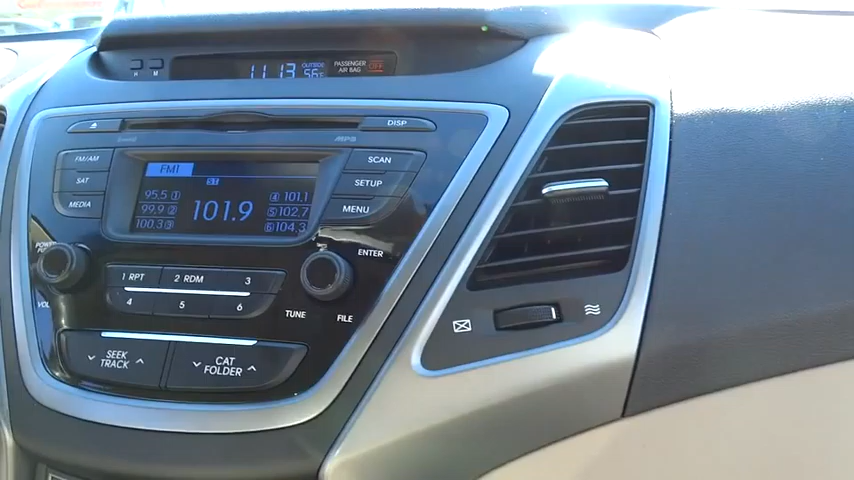 H M 11:13 OUTSIDE 56°F PASSENGER AIR BAG OFF
DISP
MP3
FM/AM
SAT
MEDIA
FM1
ST
95.5 1
99.9 2
100.3 3
101.9
4 101.1
5 102.7
6 104.3
SCAN
SETUP
MENU
POWER
VOL
ENTER
TUNE
FILE
1 RPT 2 RDM 3
4 5 6
SEEK TRACK
CAT FOLDER